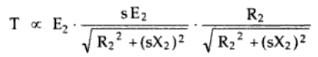 T ∝ E₂ · sE₂ / √(R₂² + (sX₂)²) · R₂ / √(R₂² + (sX₂)²)